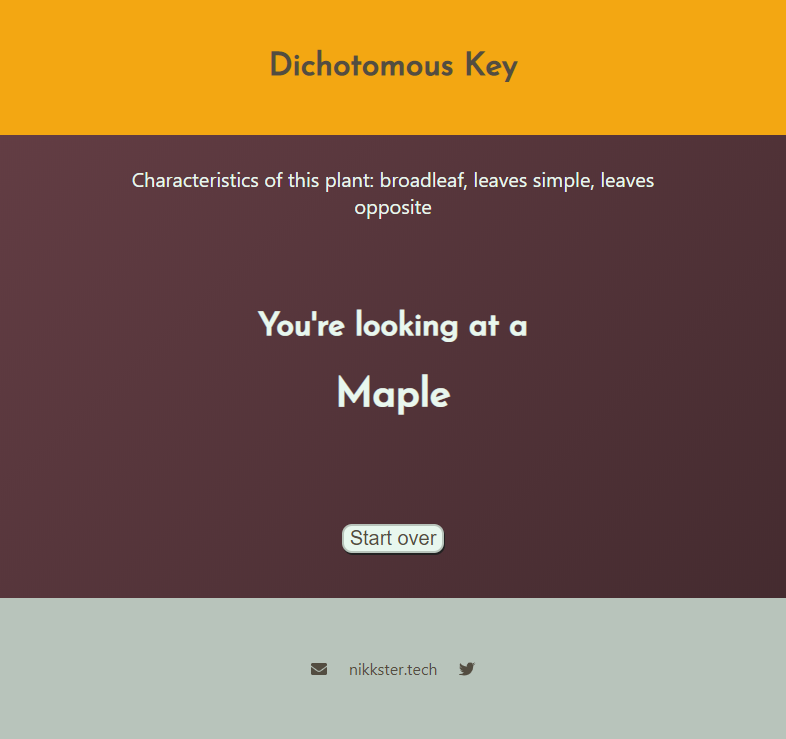 Dichotomous Key
Characteristics of this plant: broadleaf, leaves simple, leaves
opposite
You're looking at a
Maple
Start over
nikkster.tech